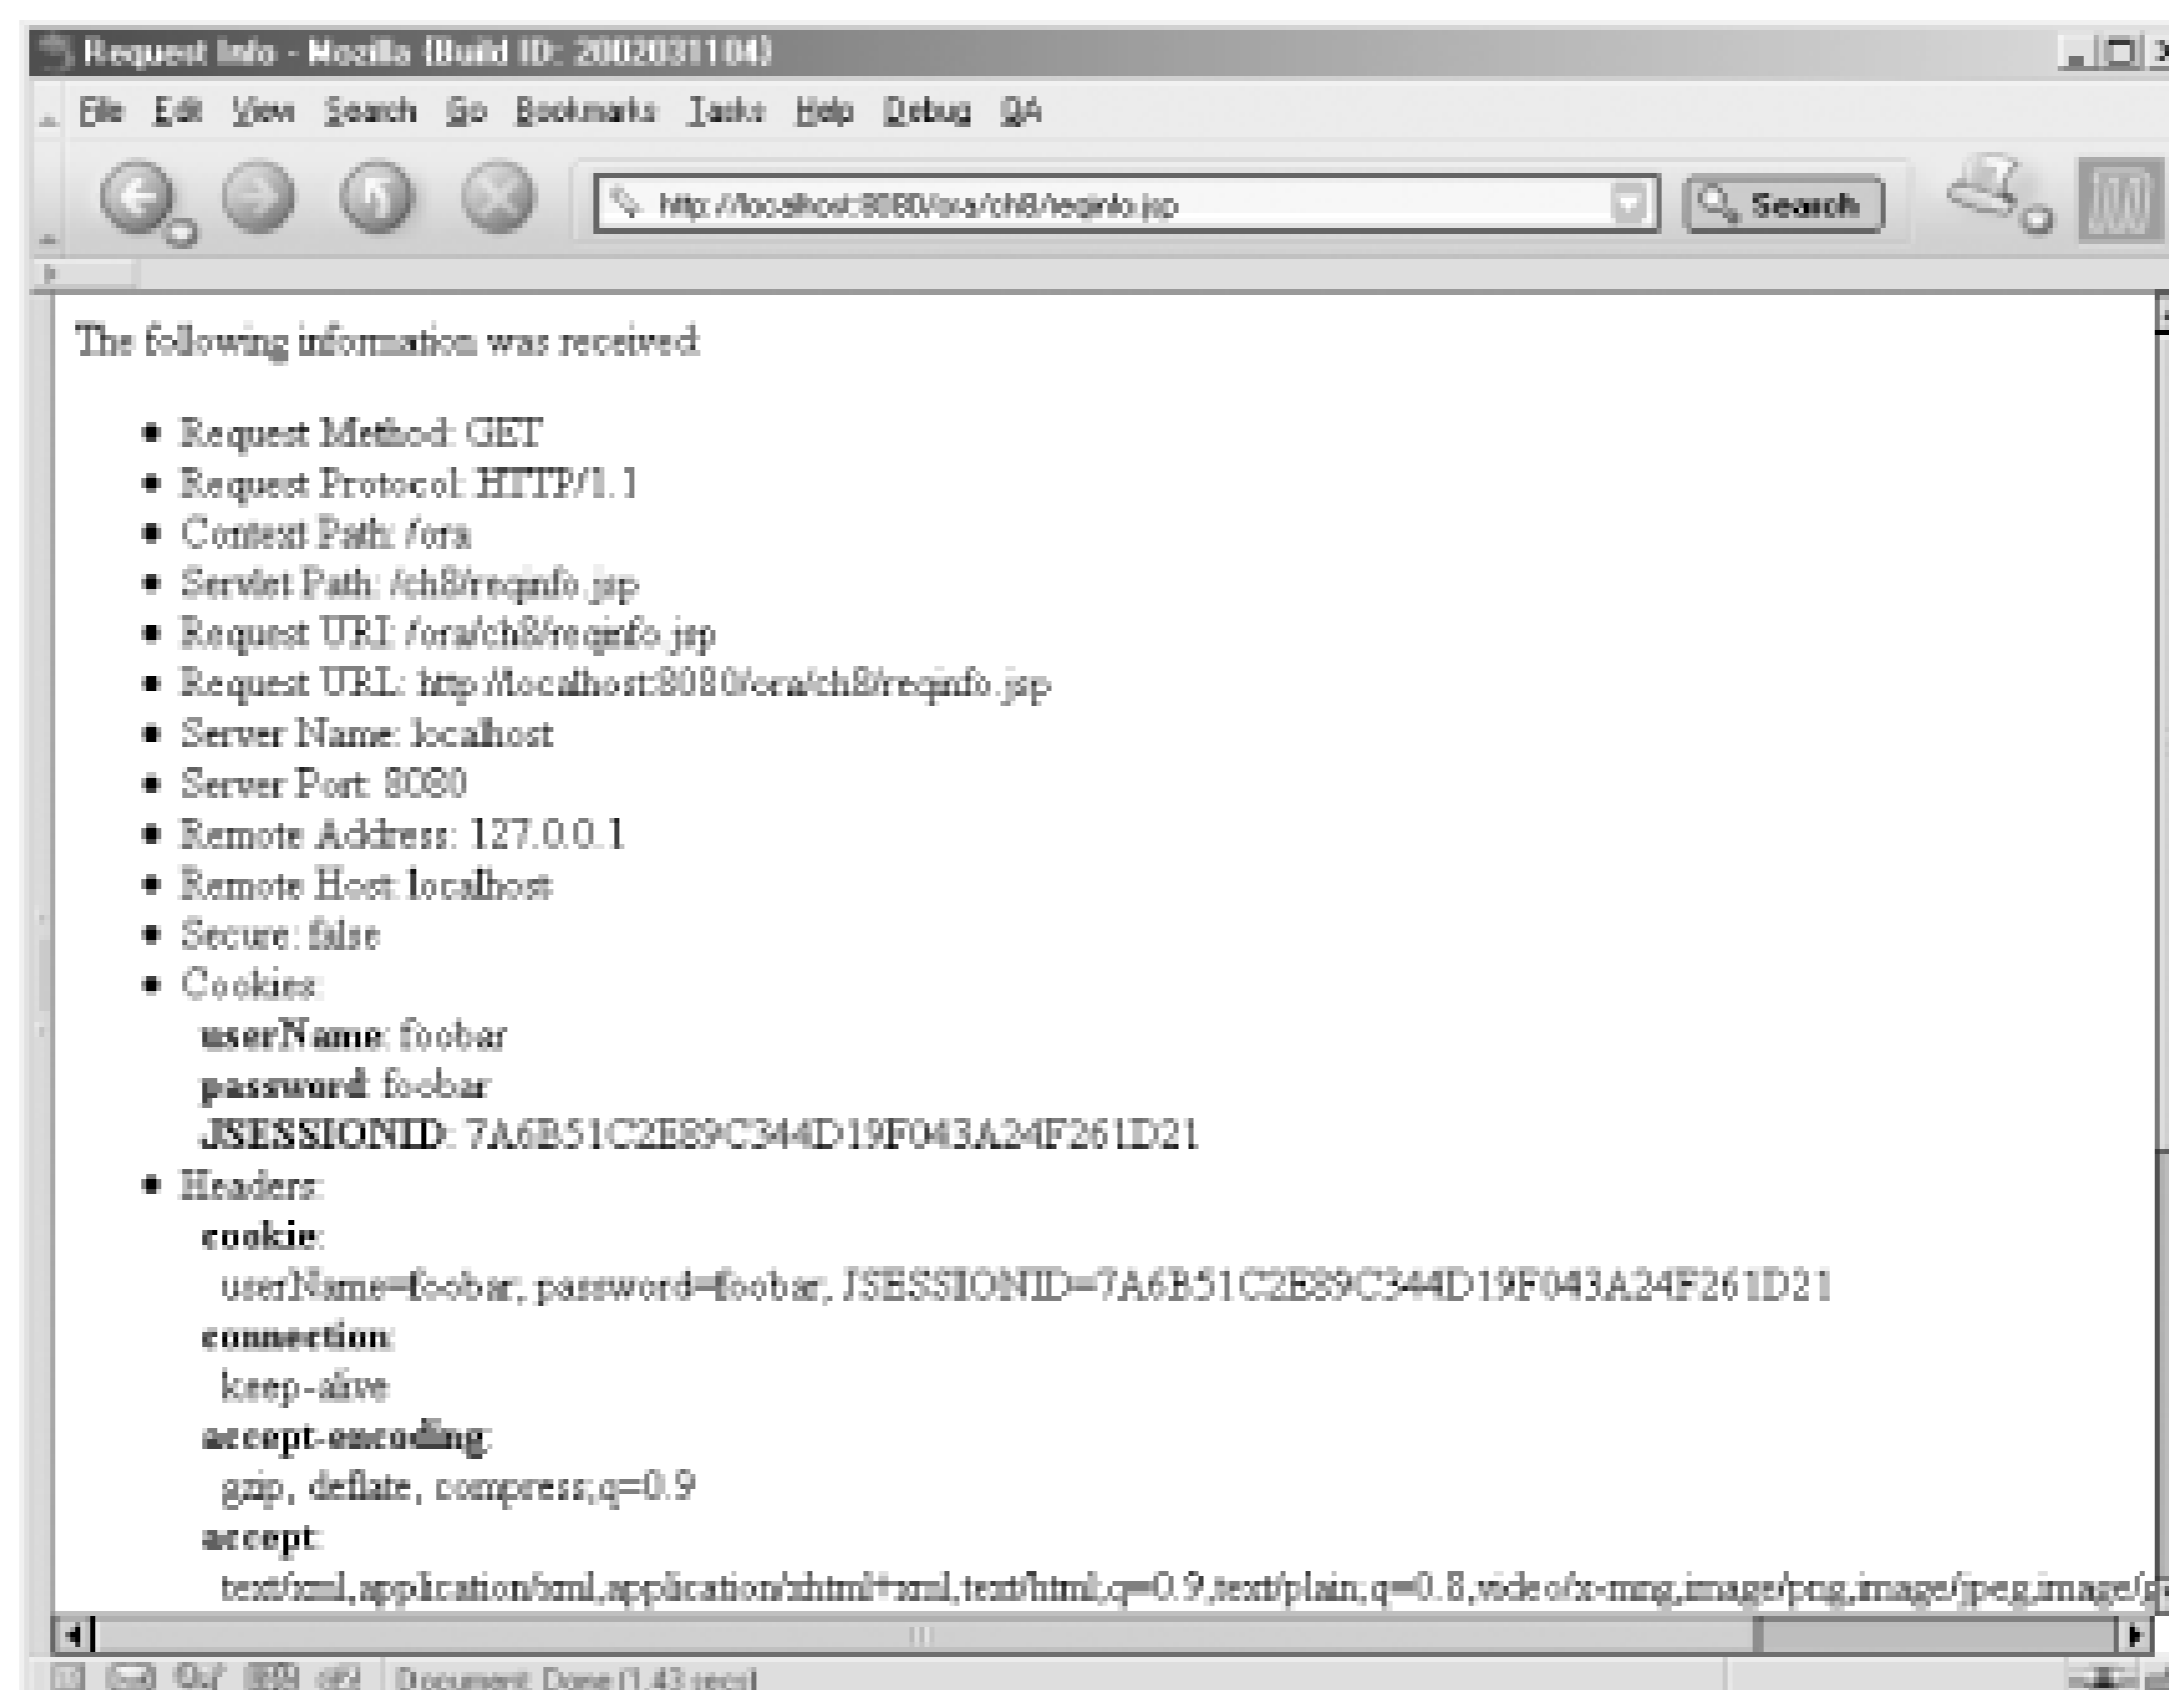 Request Info - Mozilla {Build ID: 2002031104}
File Edit View Search Go Bookmarks Tasks Help Debug QA
http://localhost:8080/ora/ch8/reqinfo.jsp Search
The following information was received:
Request Method: GET
Request Protocol: HTTP/1.1
Context Path: /ora
Servlet Path: /ch8/reqinfo.jsp
Request URI: /ora/ch8/reqinfo.jsp
Request URL: http://localhost:8080/ora/ch8/reqinfo.jsp
Server Name: localhost
Server Port: 8080
Remote Address: 127.0.0.1
Remote Host: localhost
Secure: false
Cookies:
userName: foobar
password: foobar
JSESSIONID: 7A6B51C2E89C344D19F043A24F261D21
Headers:
cookie:
userName=foobar; password=foobar; JSESSIONID=7A6B51C2E89C344D19F043A24F261D21
connection:
keep-alive
accept-encoding:
gzip, deflate, compress;q=0.9
accept:
text/xml,application/xml,application/xhtml+xml,text/html;q=0.9,text/plain;q=0.8,video/x-mng,image/png,image/jpeg,image/g
Document: Done (1.43 secs)